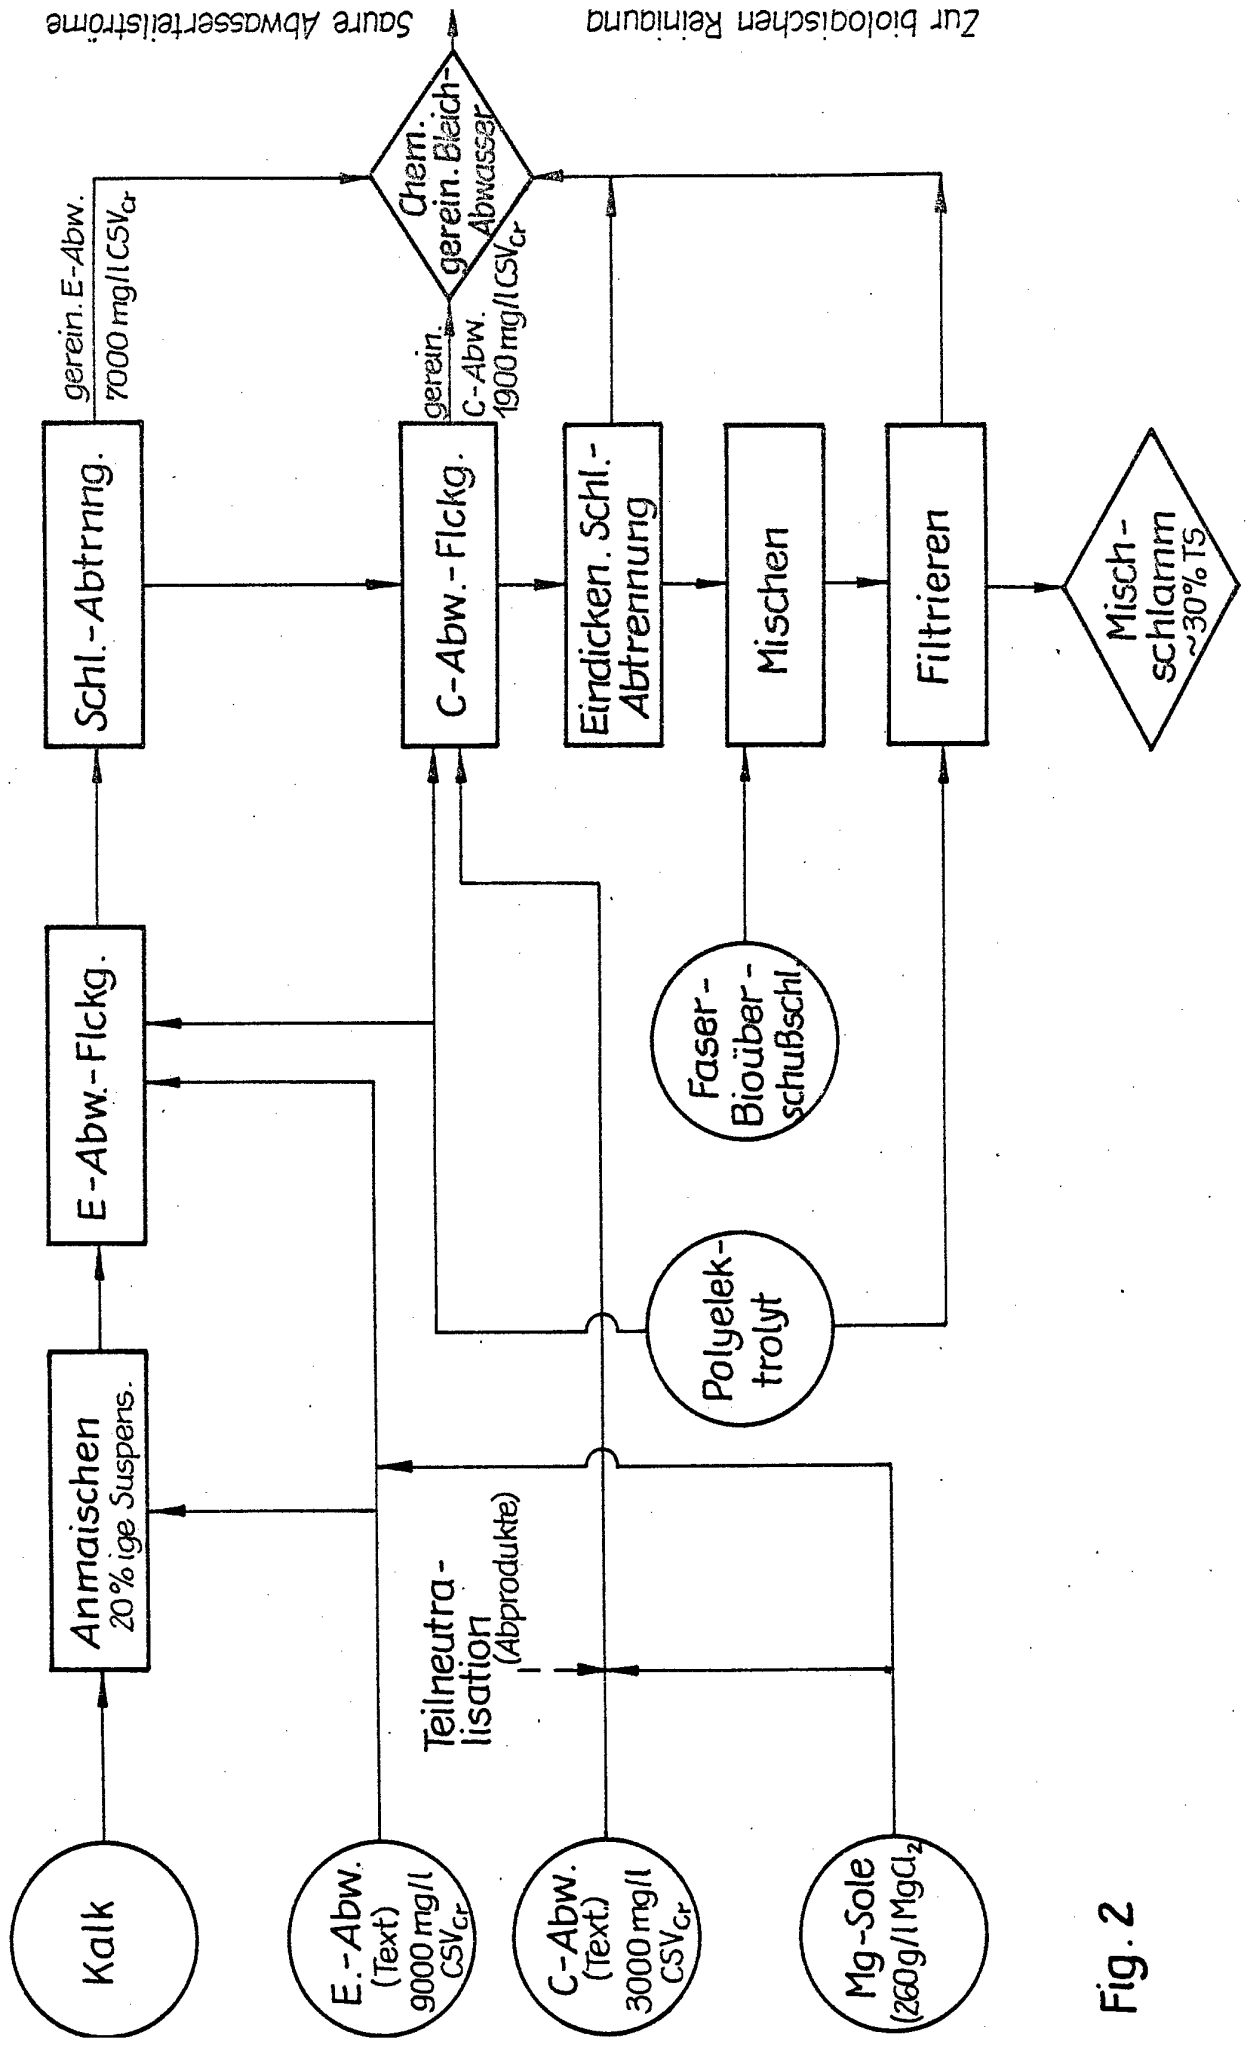 Kalk
Anmaischen
20%ige Suspens.
E-Abw.-Flckg.
Schl.-Abtrnng.
gerein. E-Abw.
7000 mg/l CSVCr
Saure Abwasserteilströme
E.-Abw.
(Text)
9000 mg/l
CSVCr
Teilneutra-
lisation
(Abprodukte)
C-Abw.-Flckg.
gerein.
C-Abw.
1900 mg/l CSVCr
Chem.
gerein. Bleich-
Abwasser
C-Abw.
(Text.)
3000 mg/l
CSVCr
Eindicken. Schl.-
Abtrennung
Zur biologischen Reinigung
Polyelek-
trolyt
Faser-
Bioüber-
schußschl.
Mischen
Mg-Sole
(260g/l MgCl2
Filtrieren
Misch-
schlamm
~30% TS
Fig. 2